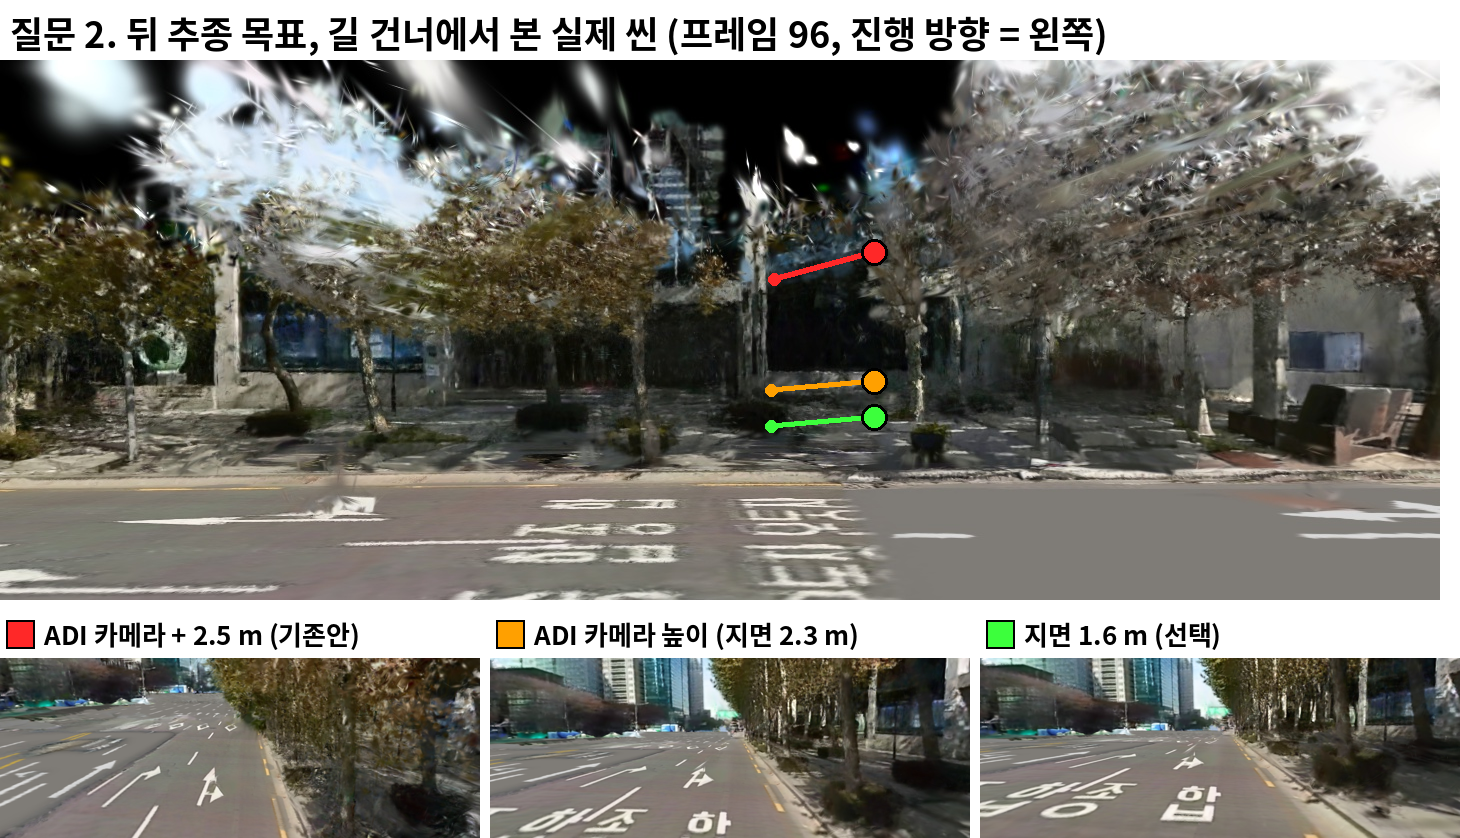 질문 2. 뒤 추종 목표, 길 건너에서 본 실제 씬 (프레임 96, 진행 방향 = 왼쪽)
ADI 카메라 + 2.5 m (기존안)
ADI 카메라 높이 (지면 2.3 m)
지면 1.6 m (선택)
하
합